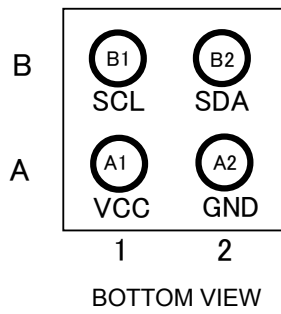 B B1 B2
SCL SDA
A A1 A2
VCC GND
1 2
BOTTOM VIEW